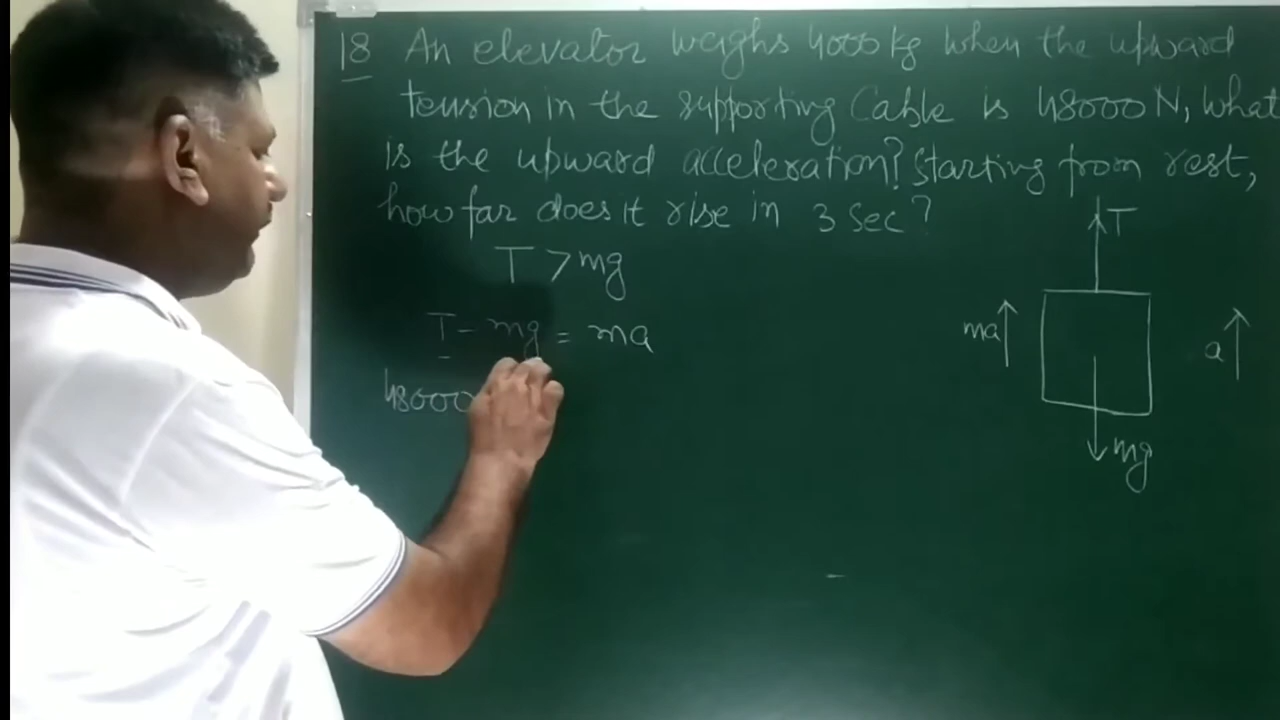 18 An elevator weighs 4000 kg when the upward
tension in the supporting Cable is 48000 N, What
is the upward acceleration? Starting from rest,
how far does it rise in 3 Sec?
T > mg
T - mg = ma
48000
T
ma
a
mg